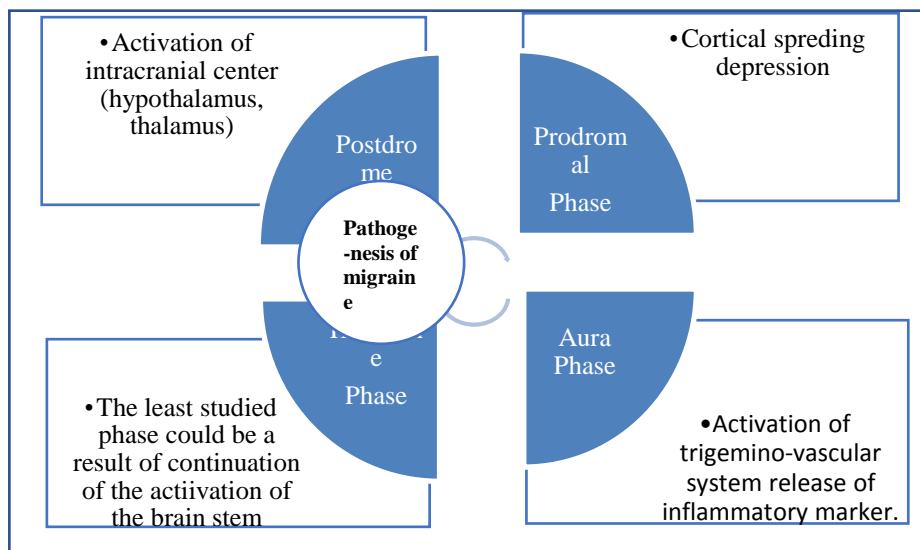 •Activation of
intracranial center
(hypothalamus,
thalamus)
•Cortical spreding
depression
Postdro
me
Prodrom
al
Phase
Pathoge
-nesis of
migrain
e
e
Phase
Aura
Phase
•The least studied
phase could be a
result of continuation
of the actiivation of
the brain stem
•Activation of
trigemino-vascular
system release of
inflammatory marker.